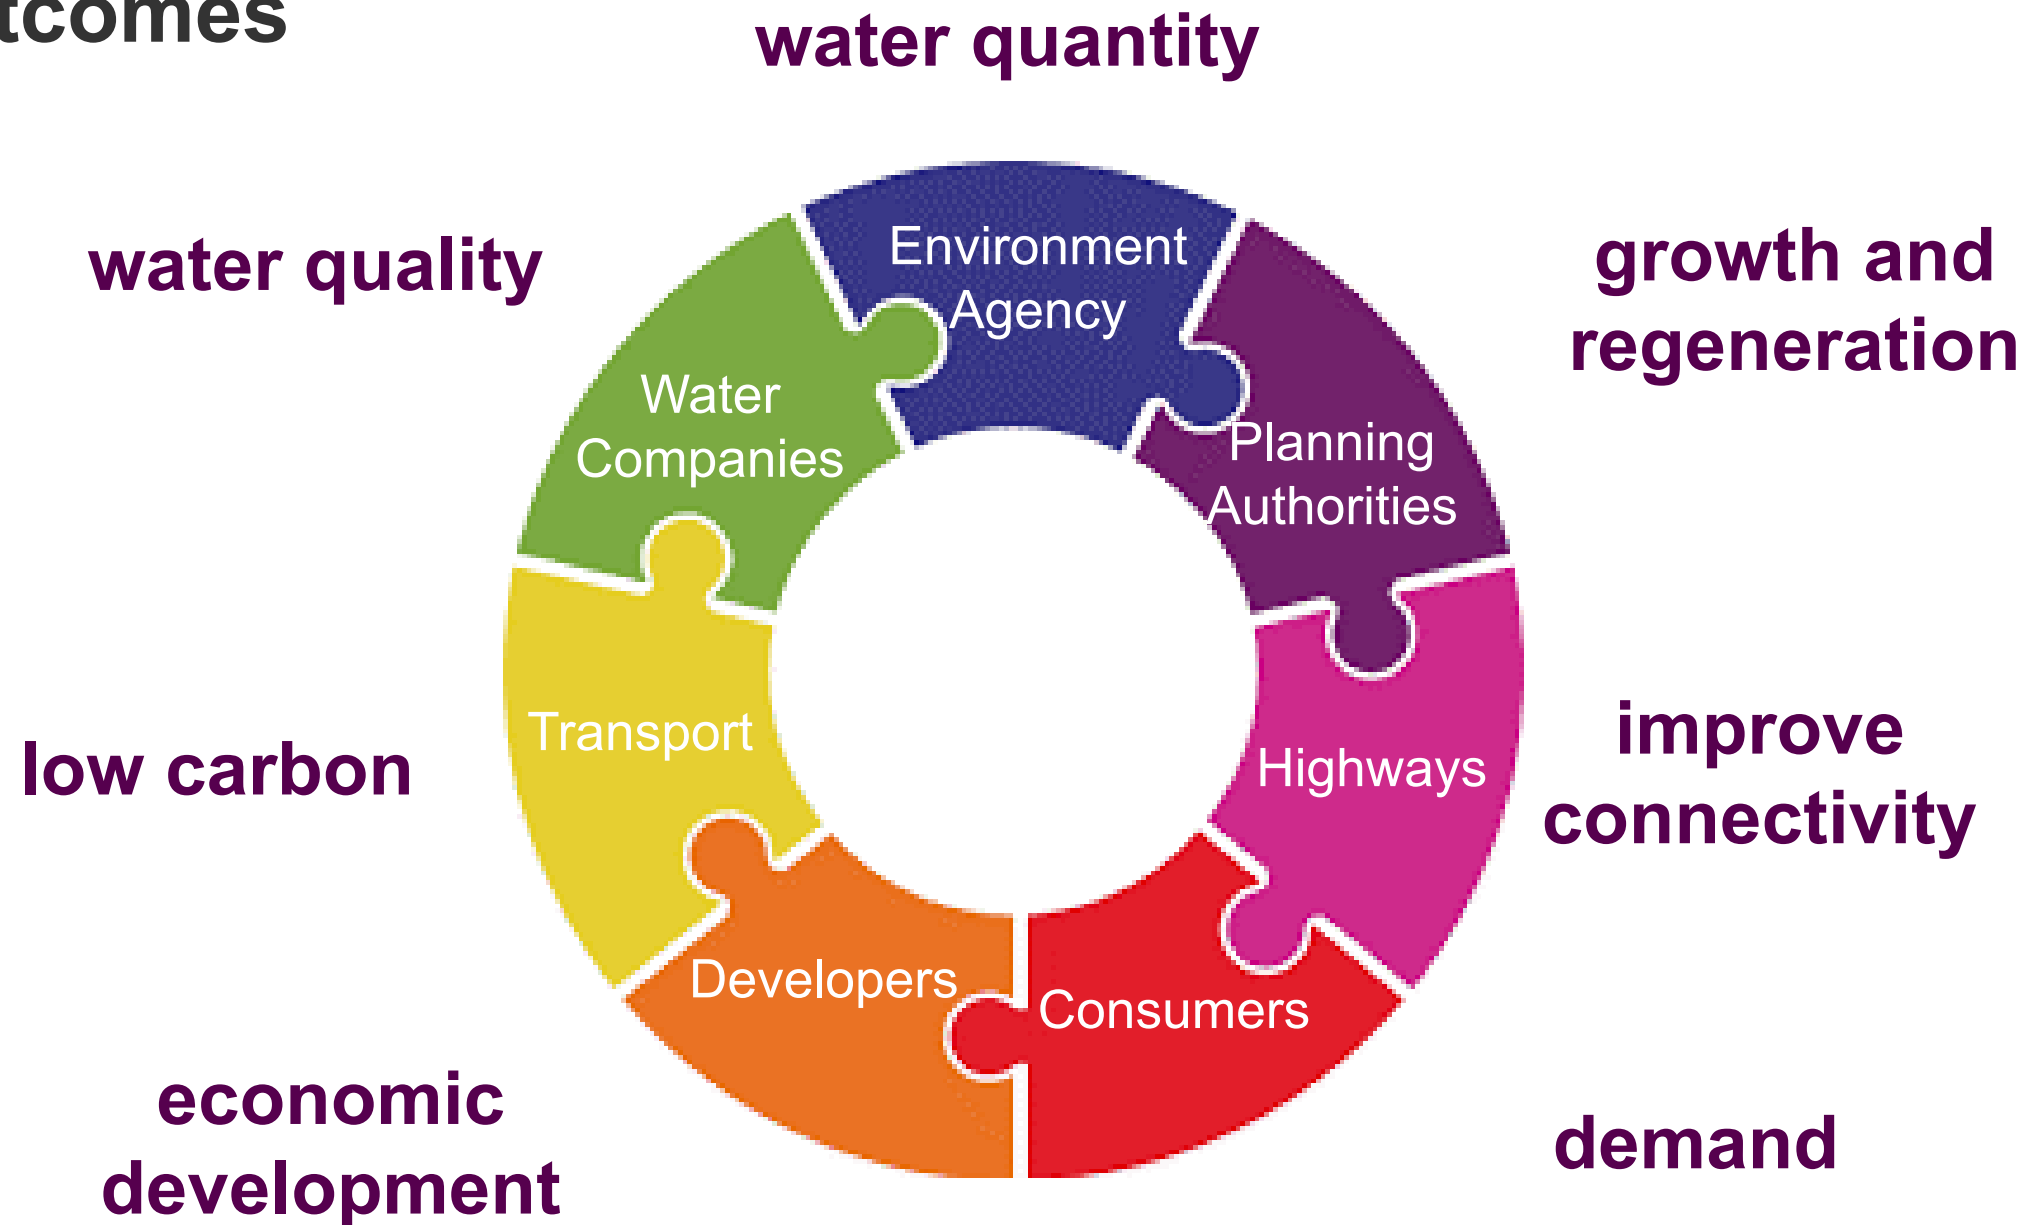 tcomes
water quantity
water quality
growth and
regeneration
Environment
Agency
Water
Companies
Planning
Authorities
low carbon
Transport
Highways
improve
connectivity
Developers
Consumers
economic
development
demand